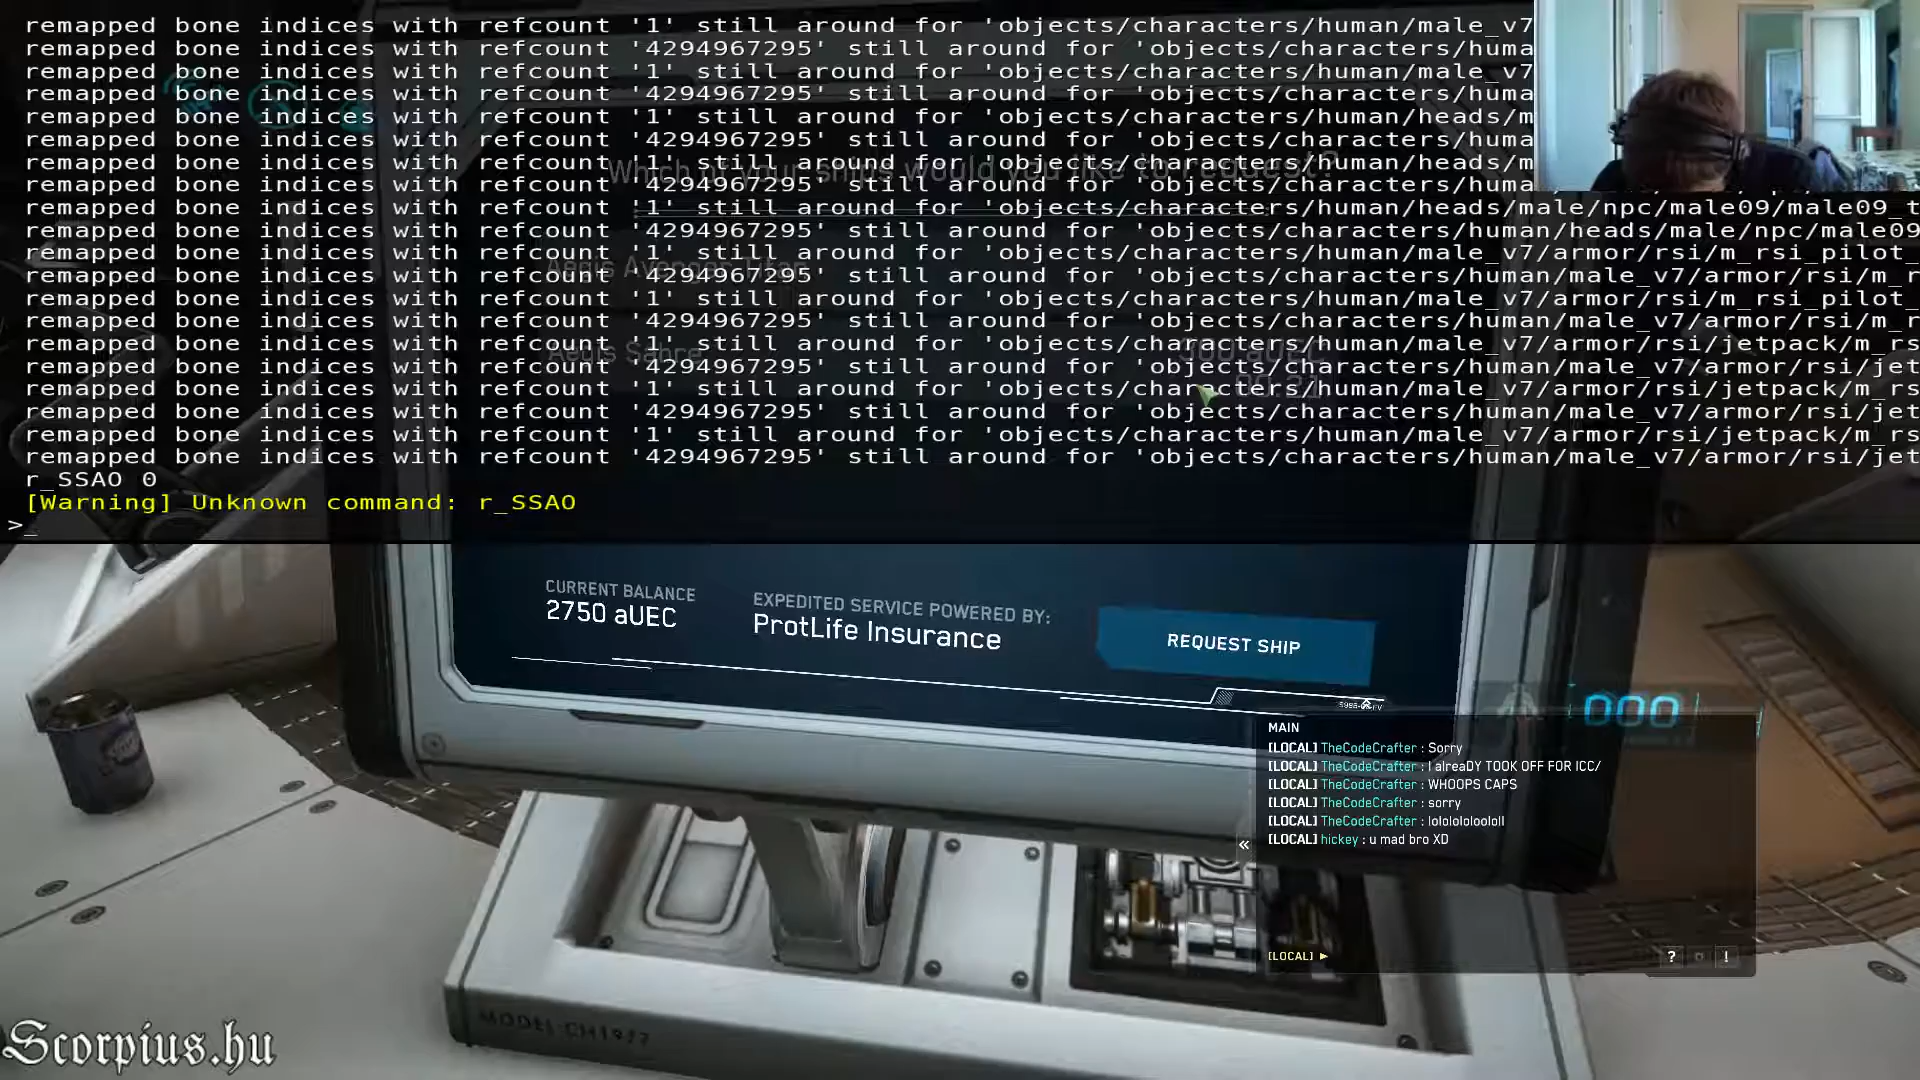 remapped bone indices with refcount '1' still around for 'objects/characters/human/male_v7
remapped bone indices with refcount '4294967295' still around for 'objects/characters/huma
remapped bone indices with refcount '1' still around for 'objects/characters/human/male_v7
remapped bone indices with refcount '4294967295' still around for 'objects/characters/huma
remapped bone indices with refcount '1' still around for 'objects/characters/human/heads/m
remapped bone indices with refcount '4294967295' still around for 'objects/characters/huma
remapped bone indices with refcount '1' still around for 'objects/characters/human/heads/m
Which of your ships would you like to request?
remapped bone indices with refcount '4294967295' still around for 'objects/characters/huma
remapped bone indices with refcount '1' still around for 'objects/characters/human/heads/male/npc/male09/male09_t
remapped bone indices with refcount '4294967295' still around for 'objects/characters/human/heads/male/npc/male09
remapped bone indices with refcount '1' still around for 'objects/characters/human/male_v7/armor/rsi/m_rsi_pilot_
Aegis Avenger Titan
remapped bone indices with refcount '4294967295' still around for 'objects/characters/human/male_v7/armor/rsi/m_r
remapped bone indices with refcount '1' still around for 'objects/characters/human/male_v7/armor/rsi/m_rsi_pilot_
remapped bone indices with refcount '4294967295' still around for 'objects/characters/human/male_v7/armor/rsi/m_r
remapped bone indices with refcount '1' still around for 'objects/characters/human/male_v7/armor/rsi/jetpack/m_rs
Aegis Sabre
remapped bone indices with refcount '4294967295' still around for 'objects/characters/human/male_v7/armor/rsi/jet
remapped bone indices with refcount '1' still around for 'objects/characters/human/male_v7/armor/rsi/jetpack/m_rs
remapped bone indices with refcount '4294967295' still around for 'objects/characters/human/male_v7/armor/rsi/jet
remapped bone indices with refcount '1' still around for 'objects/characters/human/male_v7/armor/rsi/jetpack/m_rs
remapped bone indices with refcount '4294967295' still around for 'objects/characters/human/male_v7/armor/rsi/jet
r_SSAO 0
[Warning] Unknown command: r_SSAO
>_
CURRENT BALANCE
2750 aUEC
EXPEDITED SERVICE POWERED BY:
ProtLife Insurance
REQUEST SHIP
000
MAIN
[LOCAL] TheCodeCrafter : Sorry
[LOCAL] TheCodeCrafter : I alreaDY TOOK OFF FOR ICC/
[LOCAL] TheCodeCrafter : WHOOPS CAPS
[LOCAL] TheCodeCrafter : sorry
[LOCAL] TheCodeCrafter : lololololoololl
[LOCAL] hickey : u mad bro XD
[LOCAL]
? !
Scorpius.hu